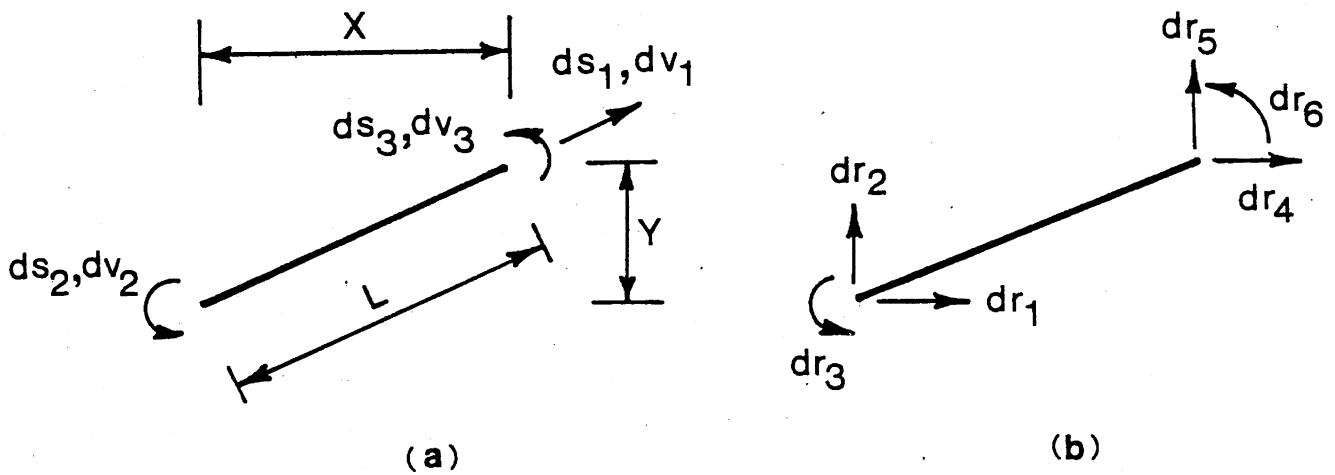 X
ds₁,dv₁
ds₃,dv₃
Y
ds₂,dv₂
L
(a)
dr₅
dr₆
dr₂
dr₄
dr₁
dr₃
(b)